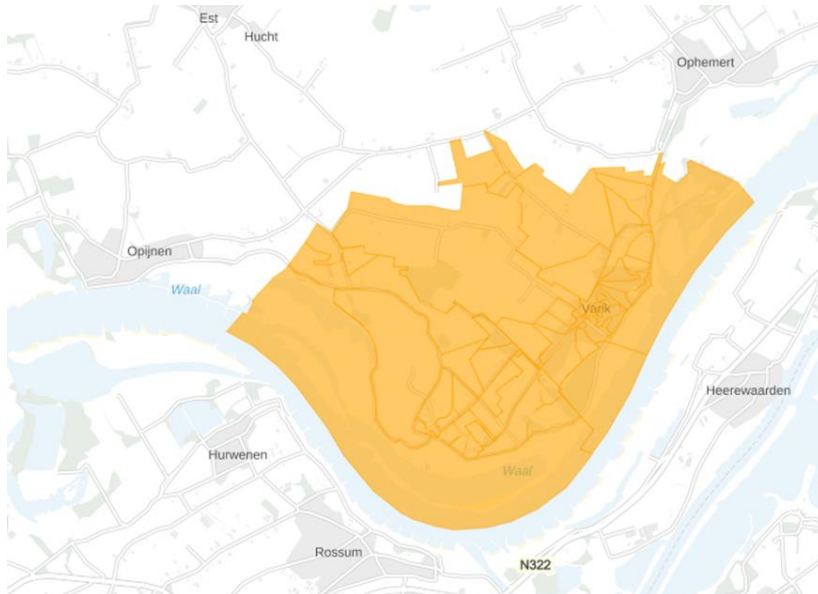 Est
Hucht
Ophemert
Opijnen
Waal
Varik
Heerewaarden
Hurwenen
Waal
Rossum
N322